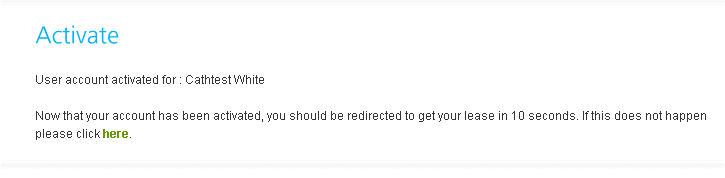 Activate
User account activated for : Cathtest White
Now that your account has been activated, you should be redirected to get your lease in 10 seconds. If this does not happen
please click here.